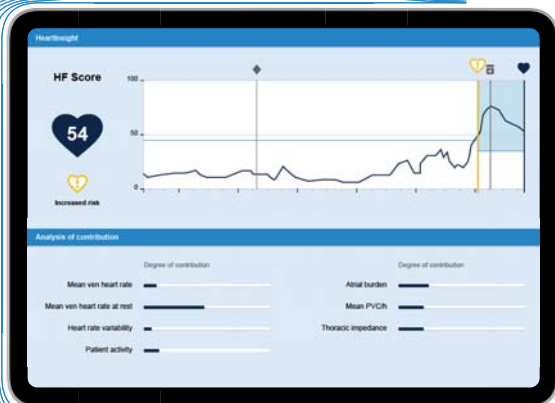 HeartInsight
HF Score
100
50
0
54
Increased risk
Analysis of contribution
Degree of contribution
Degree of contribution
Mean ven heart rate
Atrial burden
Mean ven heart rate at rest
Mean PVC/h
Heart rate variability
Thoracic impedance
Patient activity